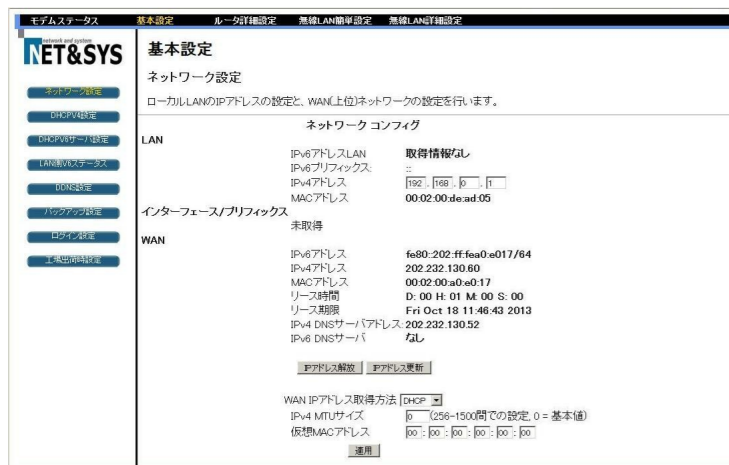 モデムステータス 基本設定 ルータ詳細設定 無線LAN簡単設定 無線LAN詳細設定
network and system
NET&SYS
基本設定
ネットワーク設定
ローカルLANのIPアドレスの設定と、WAN(上位)ネットワークの設定を行います。
ネットワーク設定
DHCPV4設定
DHCPV6サーバ設定
LAN側V6ステータス
DDNS設定
バックアップ設定
ログイン設定
工場出荷時設定
ネットワーク コンフィグ
LAN
IPv6アドレスLAN 取得情報なし
IPv6プリフィックス: ::
IPv4アドレス 192 . 168 . 0 . 1
MACアドレス 00:02:00:de:ad:05
インターフェース/プリフィックス
未取得
WAN
IPv6アドレス fe80::202:ff:fea0:e017/64
IPv4アドレス 202.232.130.60
MACアドレス 00:02:00:a0:e0:17
リース時間 D: 00 H: 01 M: 00 S: 00
リース期限 Fri Oct 18 11:46:43 2013
IPv4 DNSサーバアドレス: 202.232.130.52
IPv6 DNSサーバ なし
IPアドレス解放 IPアドレス更新
WAN IPアドレス取得方法 DHCP
IPv4 MTUサイズ 0 (256-1500間での設定, 0 = 基本値)
仮想MACアドレス 00 : 00 : 00 : 00 : 00 : 00
運用